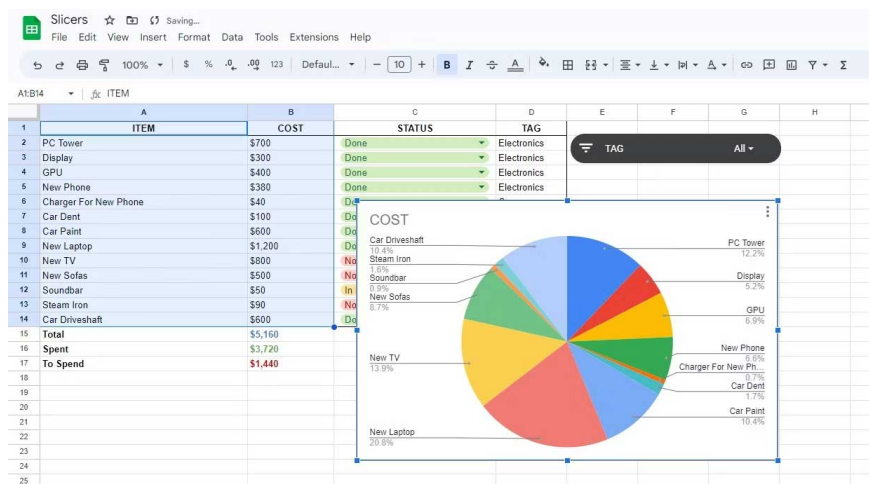 Slicers Saving...
File Edit View Insert Format Data Tools Extensions Help
100% $ % .0 .00 123 Defaul... − 10 + B I A
A1:B14 fx ITEM
A B C D E F G H
1 ITEM COST STATUS TAG
2 PC Tower $700 Done Electronics
TAG All
3 Display $300 Done Electronics
4 GPU $400 Done Electronics
5 New Phone $380 Done Electronics
6 Charger For New Phone $40
7 Car Dent $100 Do
8 Car Paint $600 Do
9 New Laptop $1,200 Do
10 New TV $800 No
11 New Sofas $500 No
12 Soundbar $50 In
13 Steam Iron $90 No
14 Car Driveshaft $600 Do
15 Total $5,160
16 Spent $3,720
17 To Spend $1,440
18
19
20
21
22
23
24
25
COST
Car Driveshaft
10.4%
Steam Iron
1.6%
Soundbar
0.9%
New Sofas
8.7%
New TV
13.9%
New Laptop
20.8%
PC Tower
12.2%
Display
5.2%
GPU
6.9%
New Phone
6.6%
Charger For New Ph...
0.7%
Car Dent
1.7%
Car Paint
10.4%